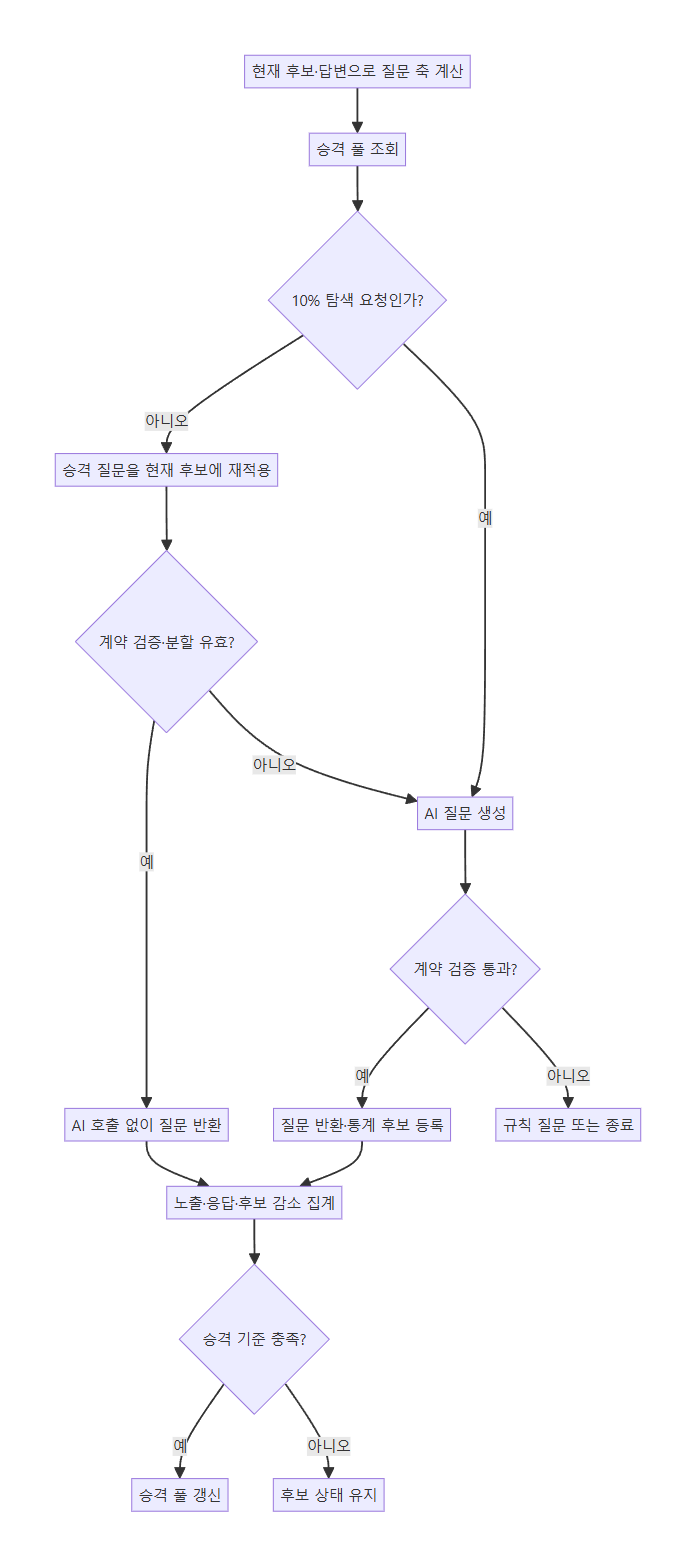 현재 후보·답변으로 질문 축 계산
승격 풀 조회
10% 탐색 요청인가?
아니오
승격 질문을 현재 후보에 재적용
예
계약 검증·분할 유효?
아니오
AI 질문 생성
예
계약 검증 통과?
예
아니오
AI 호출 없이 질문 반환
질문 반환·통계 후보 등록
규칙 질문 또는 종료
노출·응답·후보 감소 집계
승격 기준 충족?
예
아니오
승격 풀 갱신
후보 상태 유지